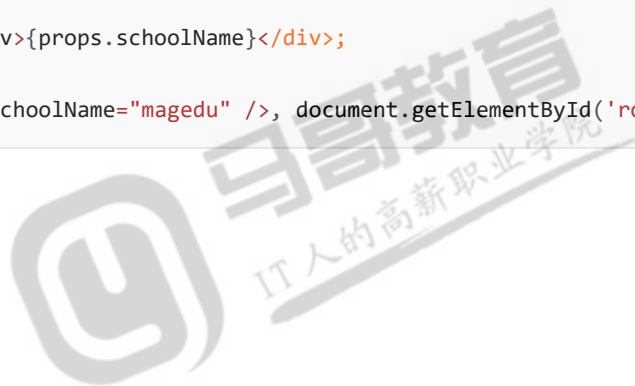 v>{props.schoolName}</div>;
choolName="magedu" />, document.getElementById('r
马哥教育
IT人的高薪职业学院